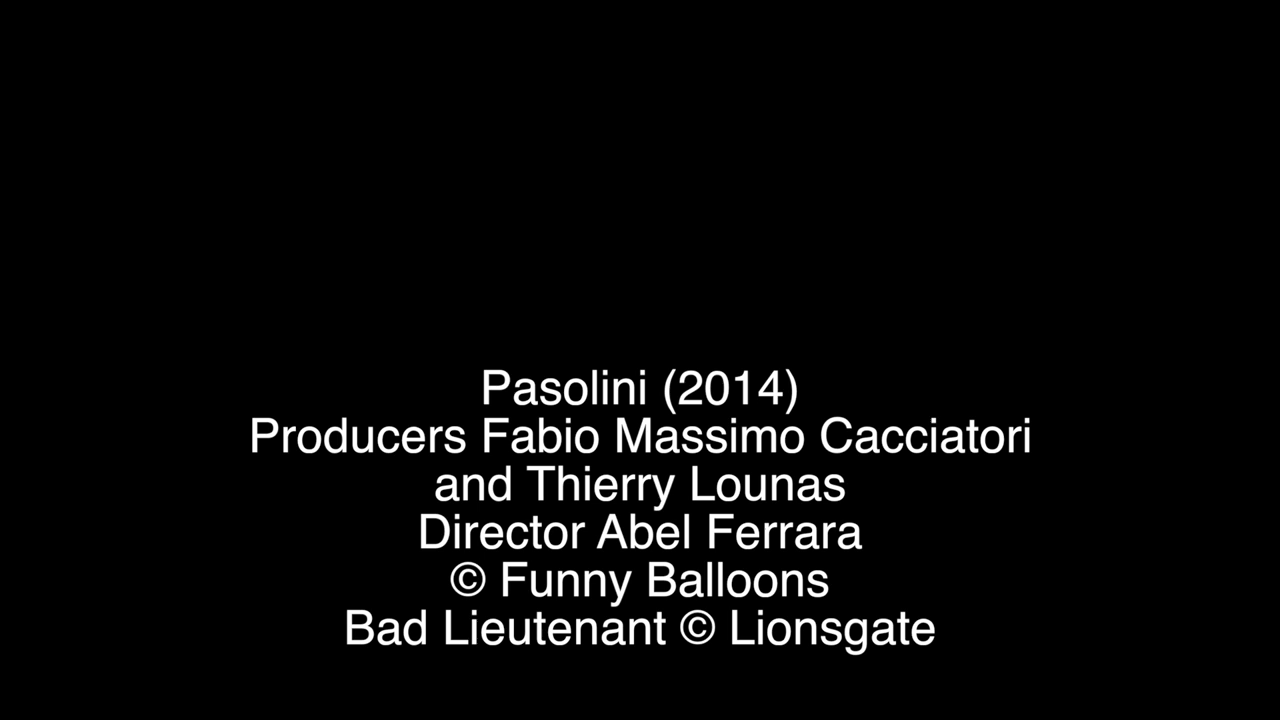 Pasolini (2014)
Producers Fabio Massimo Cacciatori
and Thierry Lounas
Director Abel Ferrara
© Funny Balloons
Bad Lieutenant © Lionsgate